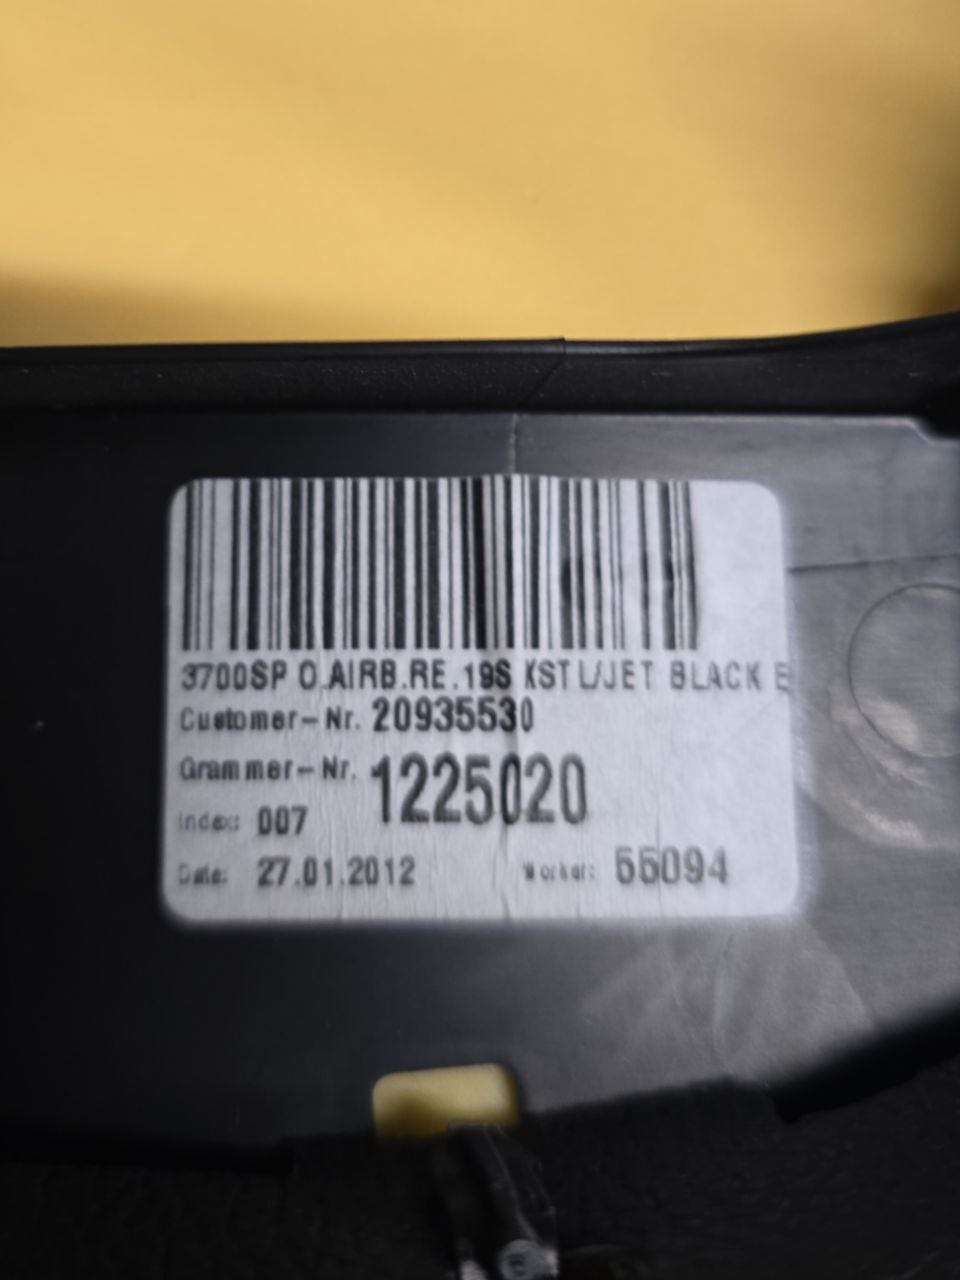 3700SP O.AIRB.RE.19S KST L/JET BLACK E
Customer-Nr. 20935530
Grammer-Nr. 1225020
Index: 007
Date: 27.01.2012 Worker: 55094